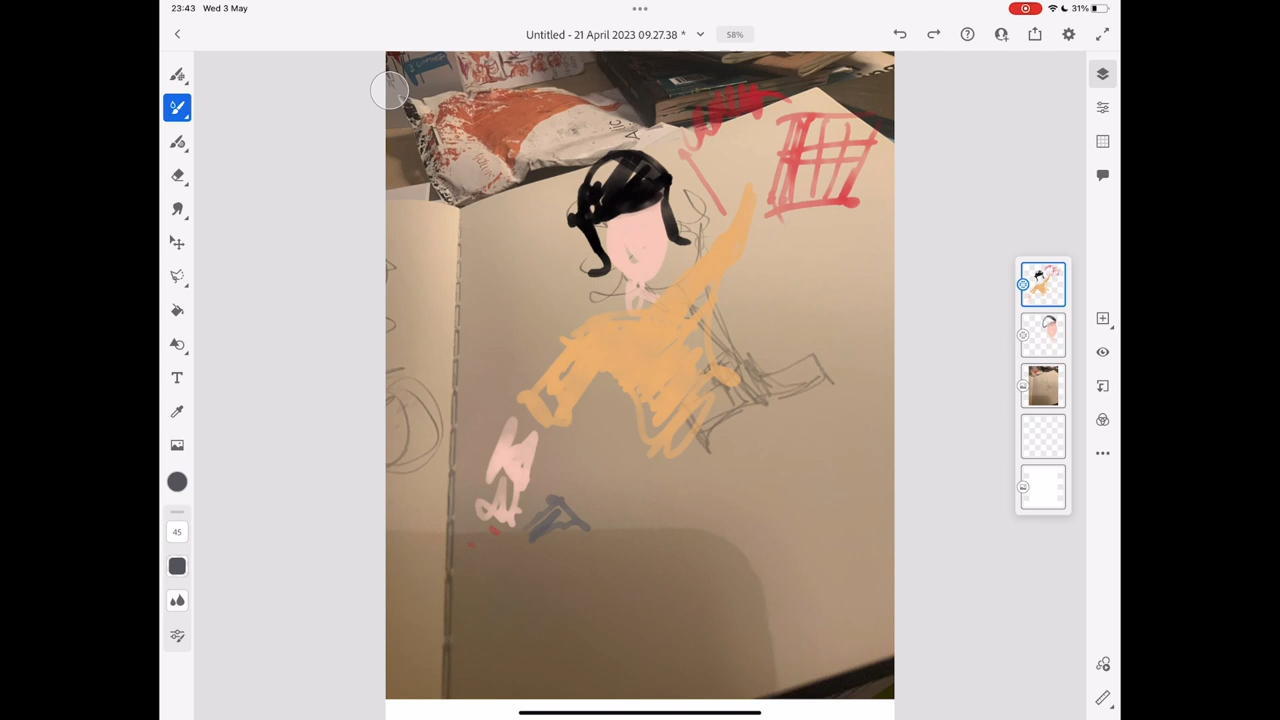 23:43 Wed 3 May
31%
Untitled - 21 April 2023 09.27.38 *
58%
T
45